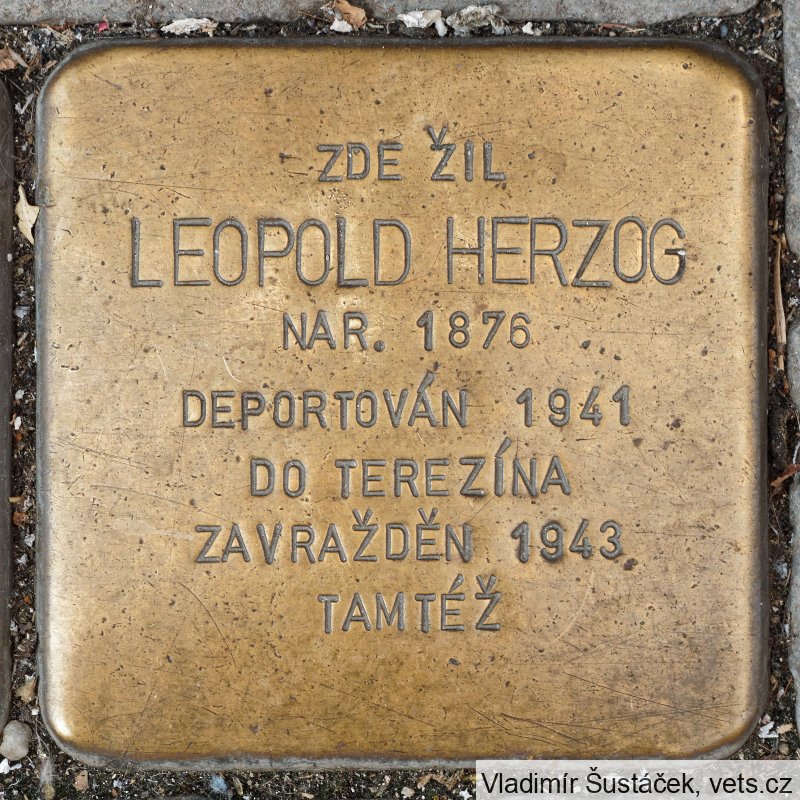 ZDE ŽIL
LEOPOLD HERZOG
NAR. 1876
DEPORTOVÁN 1941
DO TEREZÍNA
ZAVRAŽDĚN 1943
TAMTÉŽ
Vladimír Šustáček, vets.cz